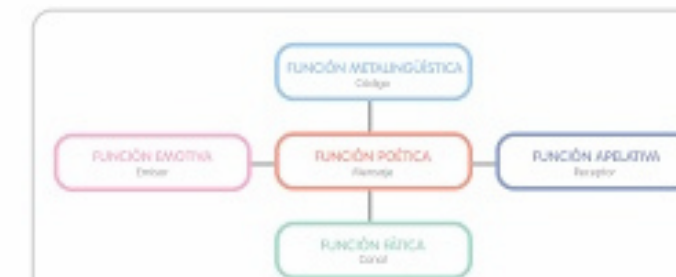 FUNCIÓN METALINGÜÍSTICA
Código
FUNCIÓN EMOTIVA
Emisor
FUNCIÓN POÉTICA
Mensaje
FUNCIÓN APELATIVA
Receptor
FUNCIÓN FÁTICA
Canal